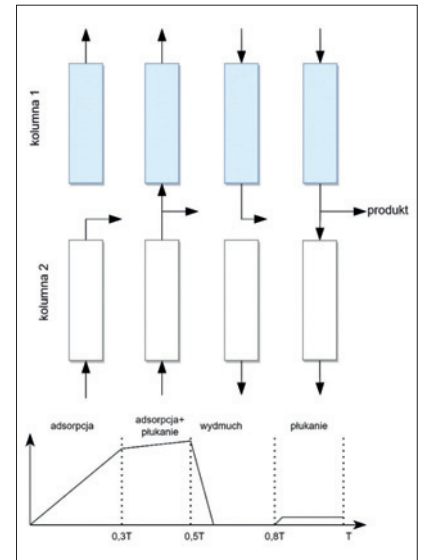 kolumna 1
produkt
kolumna 2
adsorpcja
adsorpcja+
płukanie
wydmuch
płukanie
0,3T
0,5T
0,8T
T